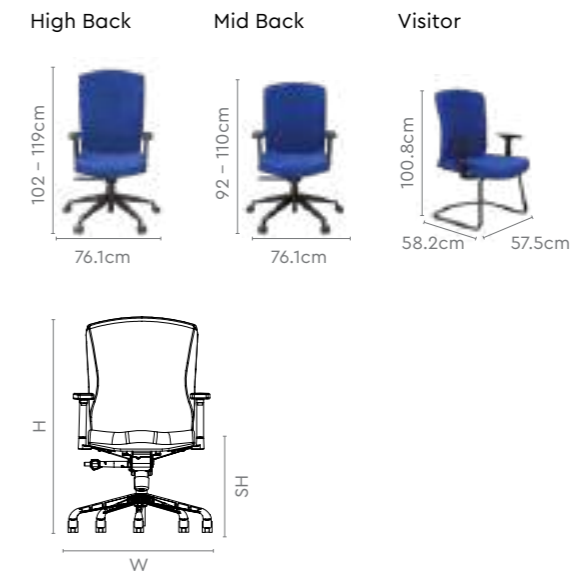 High Back
Mid Back
Visitor
102 – 119cm
92 – 110cm
100.8cm
76.1cm
76.1cm
58.2cm
57.5cm
H
SH
W